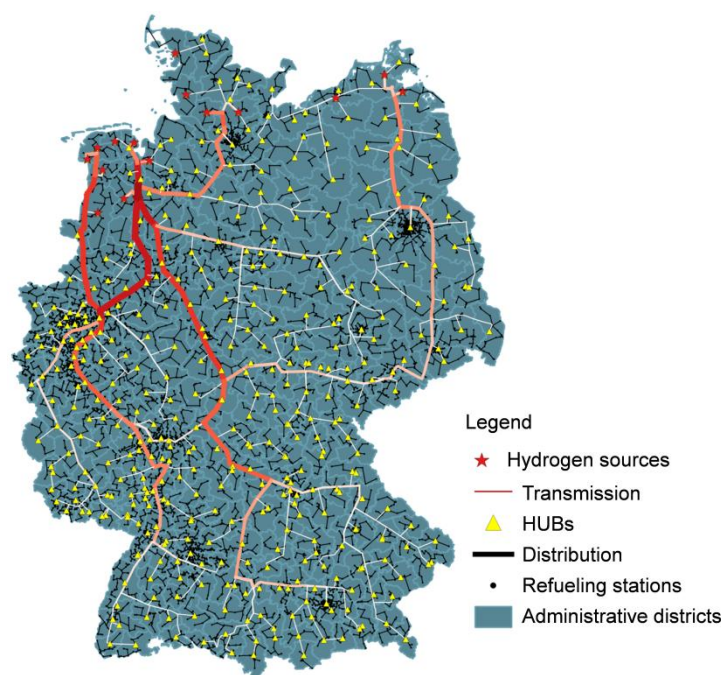 Legend
Hydrogen sources
Transmission
HUBs
Distribution
Refueling stations
Administrative districts